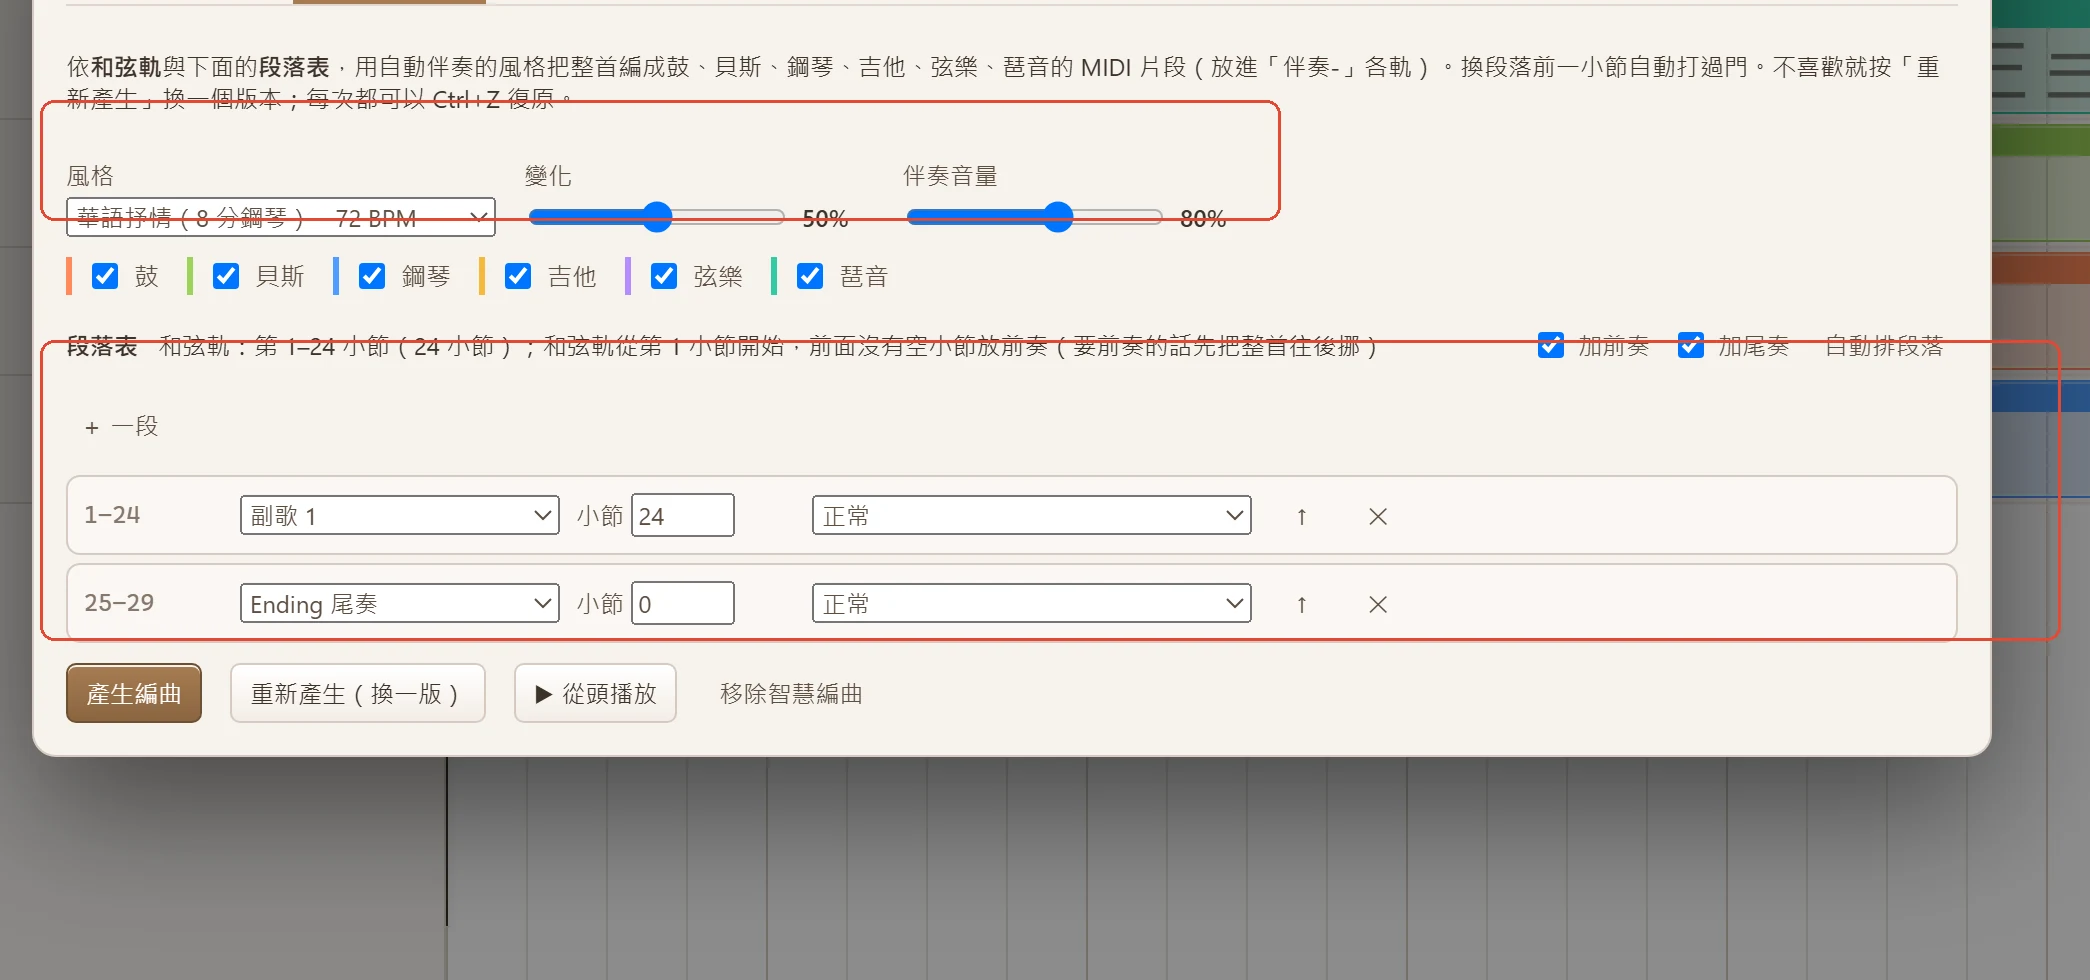 依和弦軌與下面的段落表，用自動伴奏的風格把整首編成鼓、貝斯、鋼琴、吉他、弦樂、琶音的 MIDI 片段（放進「伴奏-」各軌）。換段落前一小節自動打過門。不喜歡就按「重
新產生」換一個版本；每次都可以 Ctrl+Z 復原。
風格 變化 伴奏音量
華語抒情（8 分鋼琴） 72 BPM 50% 80%
鼓 貝斯 鋼琴 吉他 弦樂 琶音
段落表 和弦軌：第 1–24 小節（24 小節）；和弦軌從第 1 小節開始，前面沒有空小節放前奏（要前奏的話先把整首往後挪） 加前奏 加尾奏 自動排段落
+ 一段
1–24 副歌 1 小節 24 正常 ↑ ×
25–29 Ending 尾奏 小節 0 正常 ↑ ×
產生編曲 重新產生（換一版） ▶ 從頭播放 移除智慧編曲